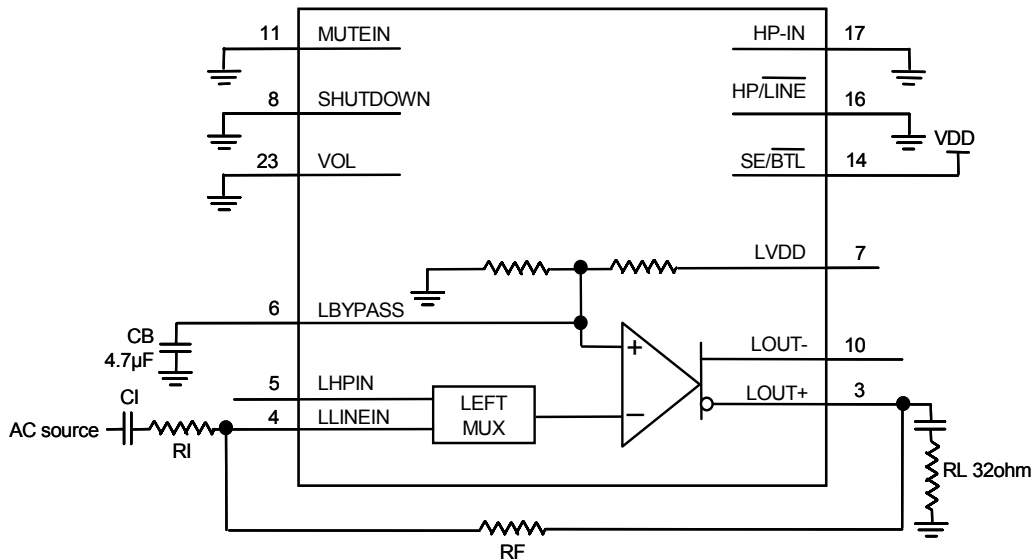 11 MUTEIN
HP-IN 17
8 SHUTDOWN
HP/LINE 16
VDD
23 VOL
SE/BTL 14
LVDD 7
6 LBYPASS
CB
4.7µF
+
LOUT- 10
5 LHPIN
LOUT+ 3
CI
LEFT
MUX
−
4 LLINEIN
AC source
RI
RL 32ohm
RF